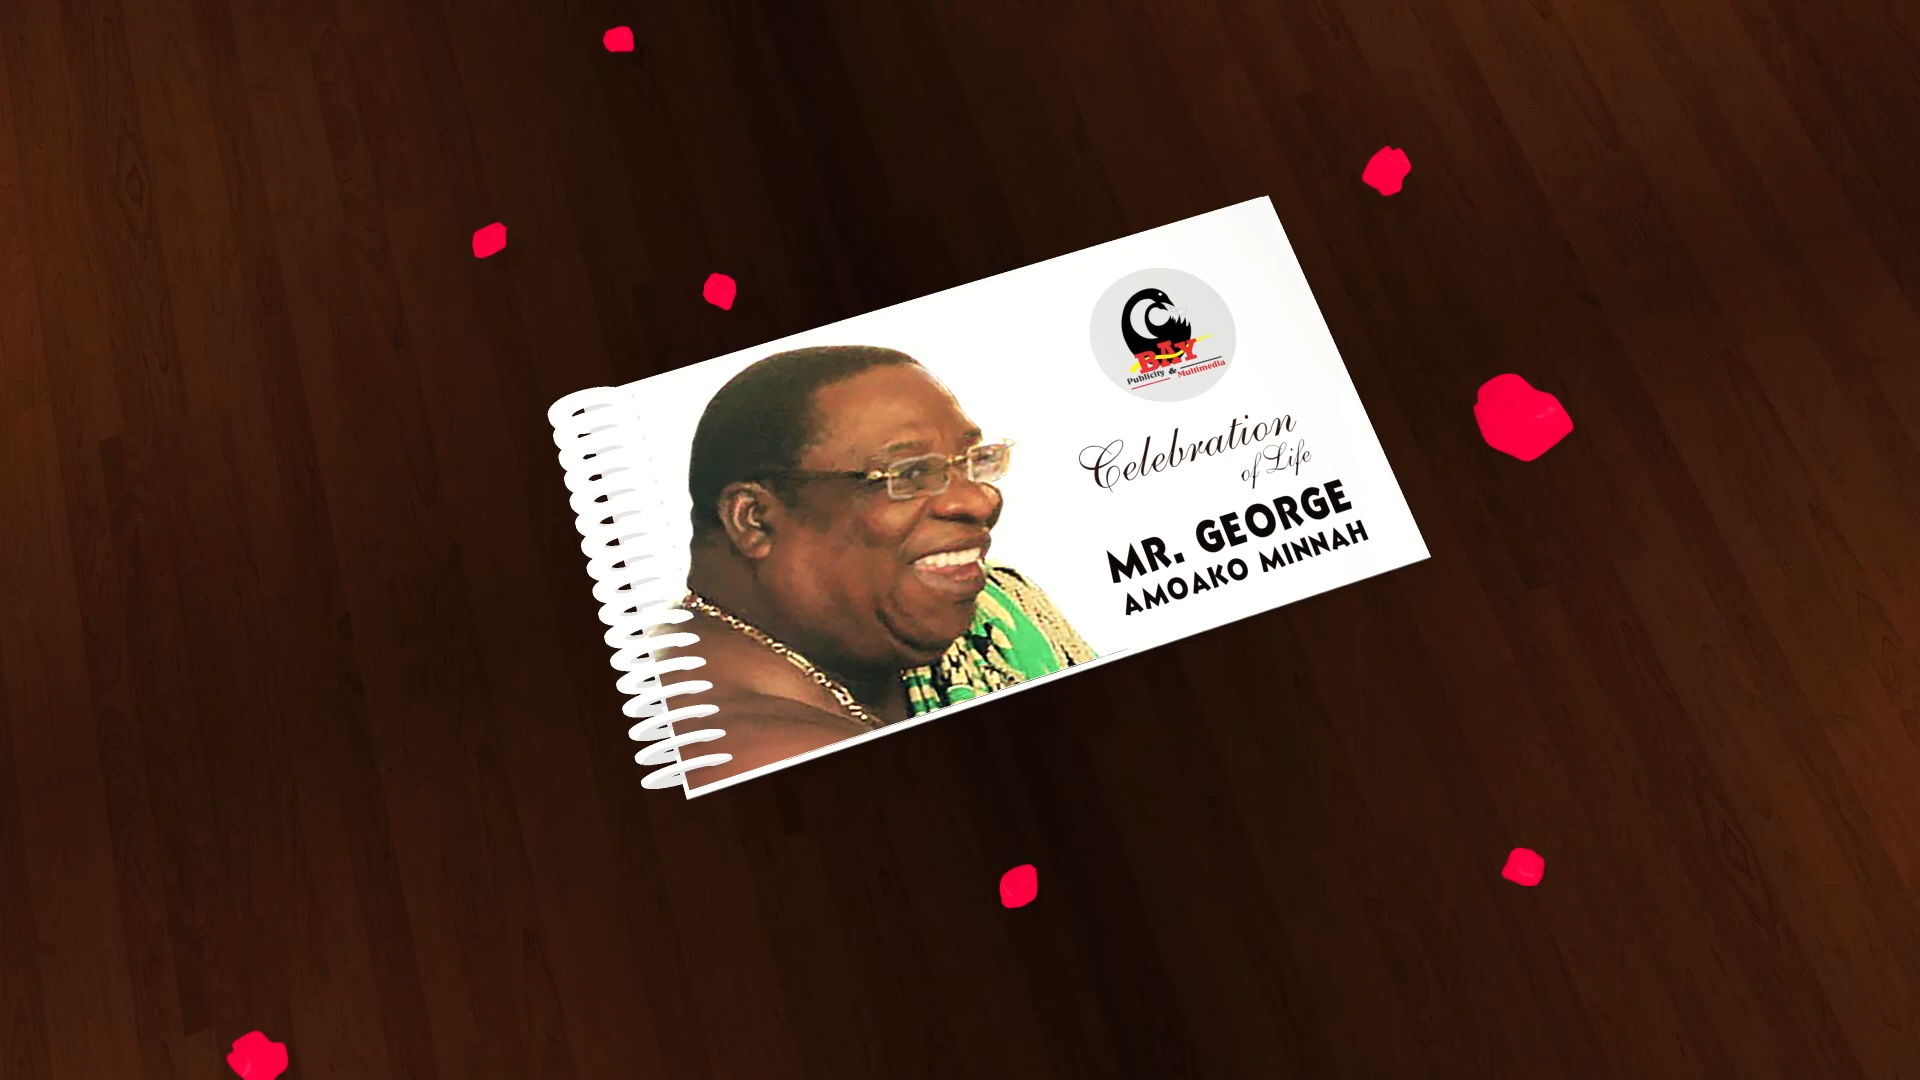 BAY
Publicity & Multimedia
Celebration
of Life
MR. GEORGE
AMOAKO MINNAH